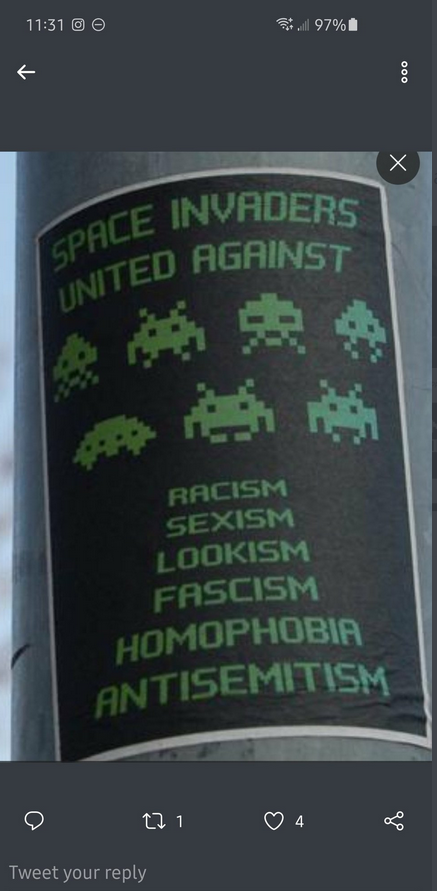 11:31 97%
SPACE INVADERS
UNITED AGAINST
RACISM
SEXISM
LOOKISM
FASCISM
HOMOPHOBIA
ANTISEMITISM
1 4
Tweet your reply